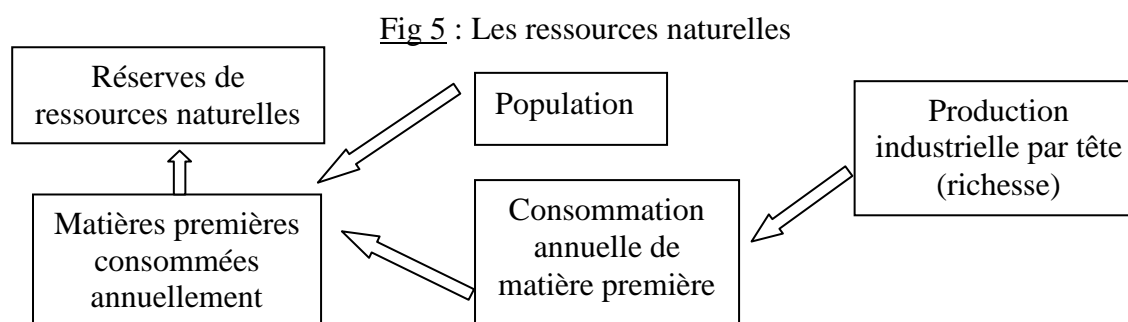 Fig 5 : Les ressources naturelles
Réserves de
ressources naturelles
Population
Production
industrielle par tête
(richesse)
Matières premières
consommées
annuellement
Consommation
annuelle de
matière première